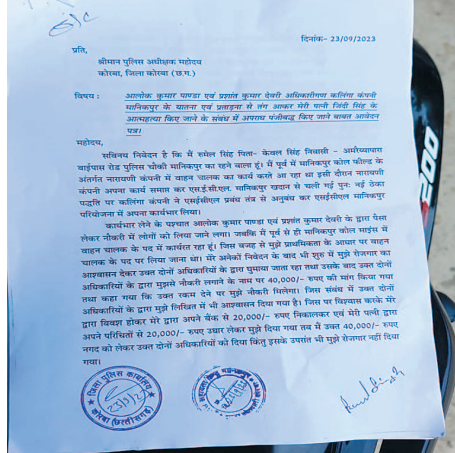 दिनांक- 23/09/2023
प्रति,
श्रीमान पुलिस अधीक्षक महोदय
कोरबा, जिला कोरबा (छ.ग.)
विषय : आलोक कुमार पाण्डा एवं प्रशांत कुमार देवरी अधिकारीगण कलिंगा कंपनी
मानिकपुर के यातना एवं प्रताड़ना से तंग आकर मेरी पत्नी जिंदी सिंह के
आत्महत्या किए जाने के संबंध में अपराध पंजीबद्ध किए जाने बाबत आवेदन
पत्र।
महोदय,
सविनय निवेदन है कि मैं रुमेल सिंह पिता- केवल सिंह निवासी - अमरैय्यापारा
बाईपास रोड पुलिस चौकी मानिकपुर का रहने वाला हूं। मैं पूर्व में मानिकपुर कोल फील्ड के
अंतर्गत नारायणी कंपनी में वाहन चालक का कार्य करते आ रहा था इसी दौरान नारायणी
कंपनी अपना कार्य समाप्त कर एस.ई.सी.एल. मानिकपुर खदान से चली गई पुनः नई ठेका
पद्धति पर कलिंगा कंपनी ने एसईसीएल प्रबंध तंत्र से अनुबंध कर एसईसीएल मानिकपुर
परियोजना में अपना कार्यभार लिया।
कार्यभार लेने के पश्चात आलोक कुमार पाण्डा एवं प्रशांत कुमार देवरी के द्वारा पैसा
लेकर नौकरी में लोगों को लिया जाने लगा। जबकि मैं पूर्व से ही मानिकपुर कोल माइंस में
वाहन चालक के पद में कार्यरत रहा हूं। जिस वजह से मुझे प्राथमिकता के आधार पर वाहन
चालक के पद पर लिया जाना था। मेरे अनेकों निवेदन के बाद भी शुरु में मुझे रोजगार का
आश्वासन देकर उक्त दोनों अधिकारियों के द्वारा घुमाया जाता रहा तथा उसके बाद उक्त दोनों
अधिकारीयों के द्वारा मुझसे नौकरी लगाने के नाम पर 40,000/- रुपए की मांग किया गया
तथा कहा गया कि उक्त रकम देने पर मुझे नौकरी मिलेगा। जिस संबंध में उक्त दोनों
अधिकारीयों के द्वारा मुझे लिखित में भी आश्वासन दिया गया है। जिस पर विश्वास करके मेरे
द्वारा विवश होकर मेरे द्वारा अपने बैंक से 20,000/- रुपए निकालकर एवं मेरी पत्नी द्वारा
अपने परिचितों से 20,000/- रुपए उधार लेकर मुझे दिया गया तब मैं उक्त 40,000/- रुपए
नगद को लेकर उक्त दोनों अधिकारियों को दिया किंतु इसके उपरांत भी मुझे रोजगार नहीं दिया
गया।
जिला पुलिस कार्यालय
कोरबा (छत्तीसगढ़)
200